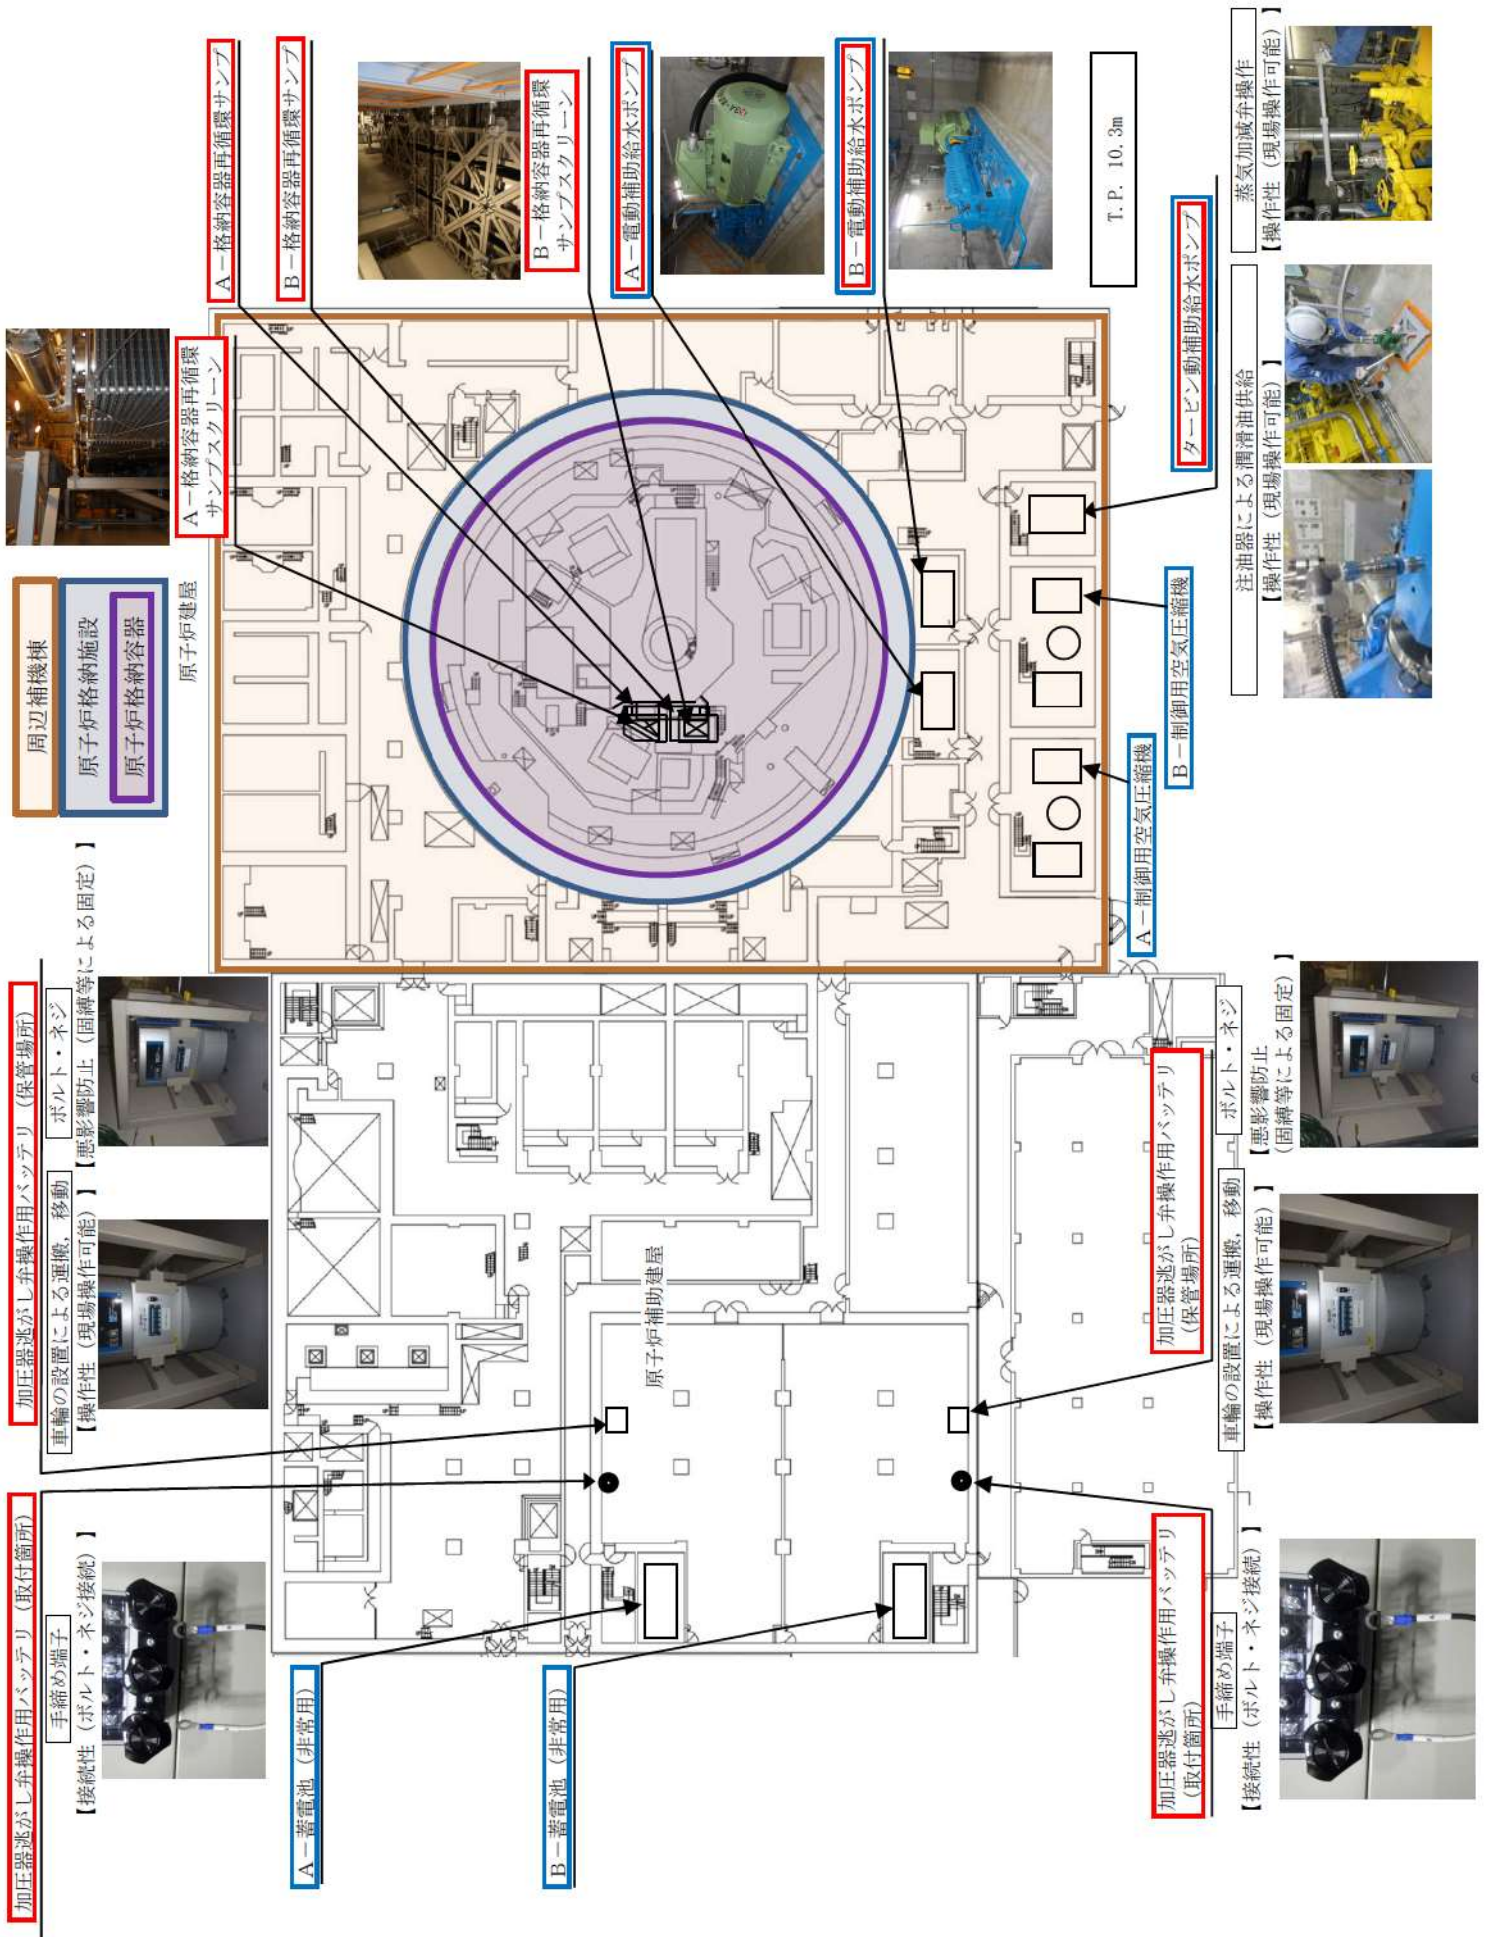 加圧器逃がし弁操作用バッテリ（取付箇所）
手締め端子
【接続性（ボルト・ネジ接続）】
加圧器逃がし弁操作用バッテリ（保管場所）
車輪の設置による運搬，移動
【操作性（現場操作可能）】
ボルト・ネジ
【悪影響防止（固縛等による固定）】
周辺補機棟
原子炉格納施設
原子炉格納容器
原子炉建屋
A－格納容器再循環
サンプスクリーン
A－格納容器再循環サンプ
B－格納容器再循環サンプ
B－格納容器再循環
サンプスクリーン
A－電動補助給水ポンプ
B－電動補助給水ポンプ
T.P. 10.3m
A－蓄電池（非常用）
B－蓄電池（非常用）
原子炉補助建屋
加圧器逃がし弁操作用バッテリ
（取付箇所）
手締め端子
【接続性（ボルト・ネジ接続）】
加圧器逃がし弁操作用バッテリ
（保管場所）
車輪の設置による運搬，移動
【操作性（現場操作可能）】
ボルト・ネジ
【悪影響防止
（固縛等による固定）】
A－制御用空気圧縮機
B－制御用空気圧縮機
タービン動補助給水ポンプ
注油器による潤滑油供給
【操作性（現場操作可能）】
蒸気加減弁操作
【操作性（現場操作可能）】